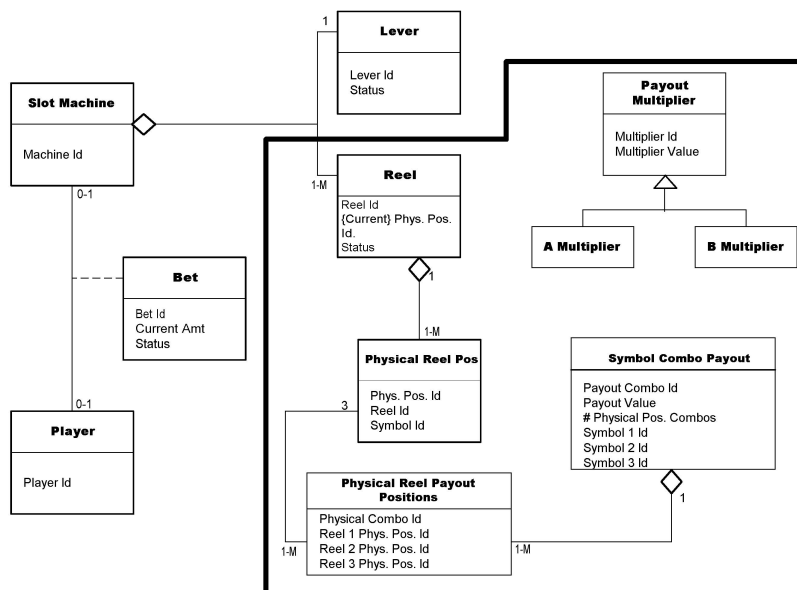 1
Lever
Lever Id
Status
Slot Machine
Machine Id
Payout
Multiplier
Multiplier Id
Multiplier Value
1-M
Reel
Reel Id
{Current} Phys. Pos.
Id.
Status
0-1
A Multiplier
B Multiplier
1
Bet
Bet Id
Current Amt
Status
1-M
Physical Reel Pos
Phys. Pos. Id
Reel Id
Symbol Id
Symbol Combo Payout
Payout Combo Id
Payout Value
# Physical Pos. Combos
Symbol 1 Id
Symbol 2 Id
Symbol 3 Id
0-1
3
Player
Player Id
Physical Reel Payout
Positions
Physical Combo Id
Reel 1 Phys. Pos. Id
Reel 2 Phys. Pos. Id
Reel 3 Phys. Pos. Id
1
1-M
1-M